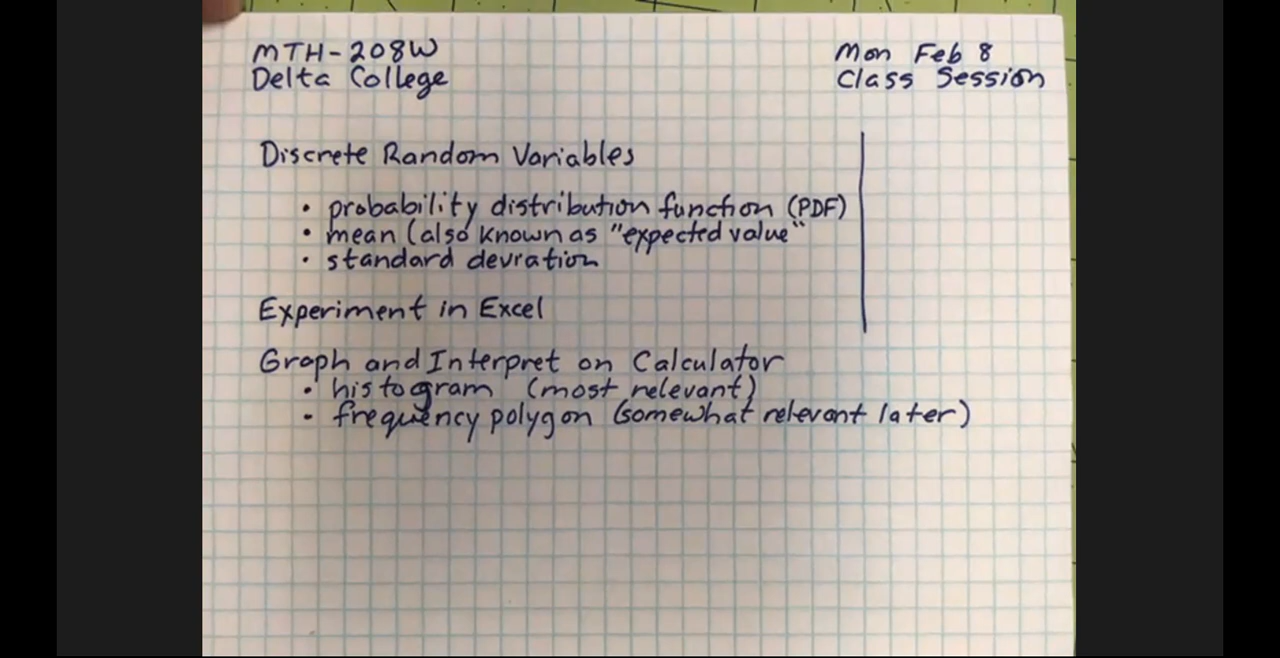 MTH-208W
Delta College
Mon Feb 8
Class Session
Discrete Random Variables
• probability distribution function (PDF)
• mean (also known as "expected value"
• standard deviation
Experiment in Excel
Graph and Interpret on Calculator
• histogram (most relevant)
• frequency polygon (somewhat relevant later)